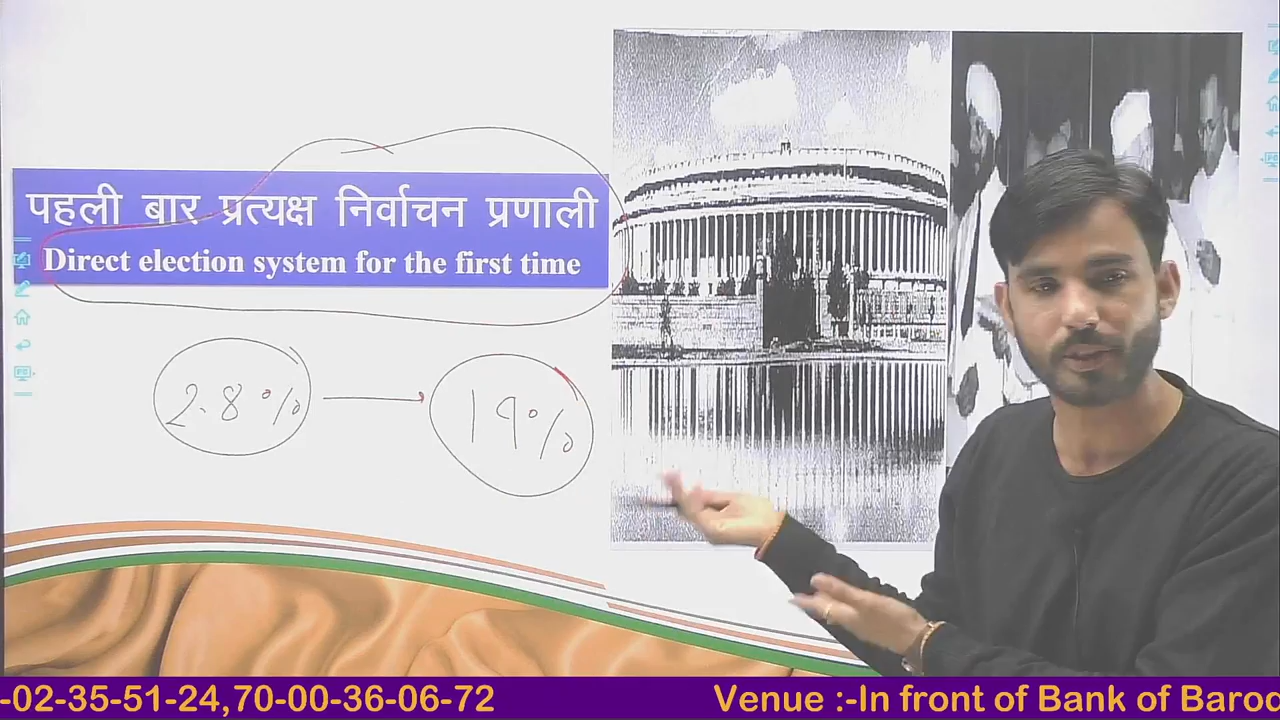 पहली बार प्रत्यक्ष निर्वाचन प्रणाली
Direct election system for the first time
2.8% → 19%
-02-35-51-24,70-00-36-06-72 Venue :-In front of Bank of Baroc